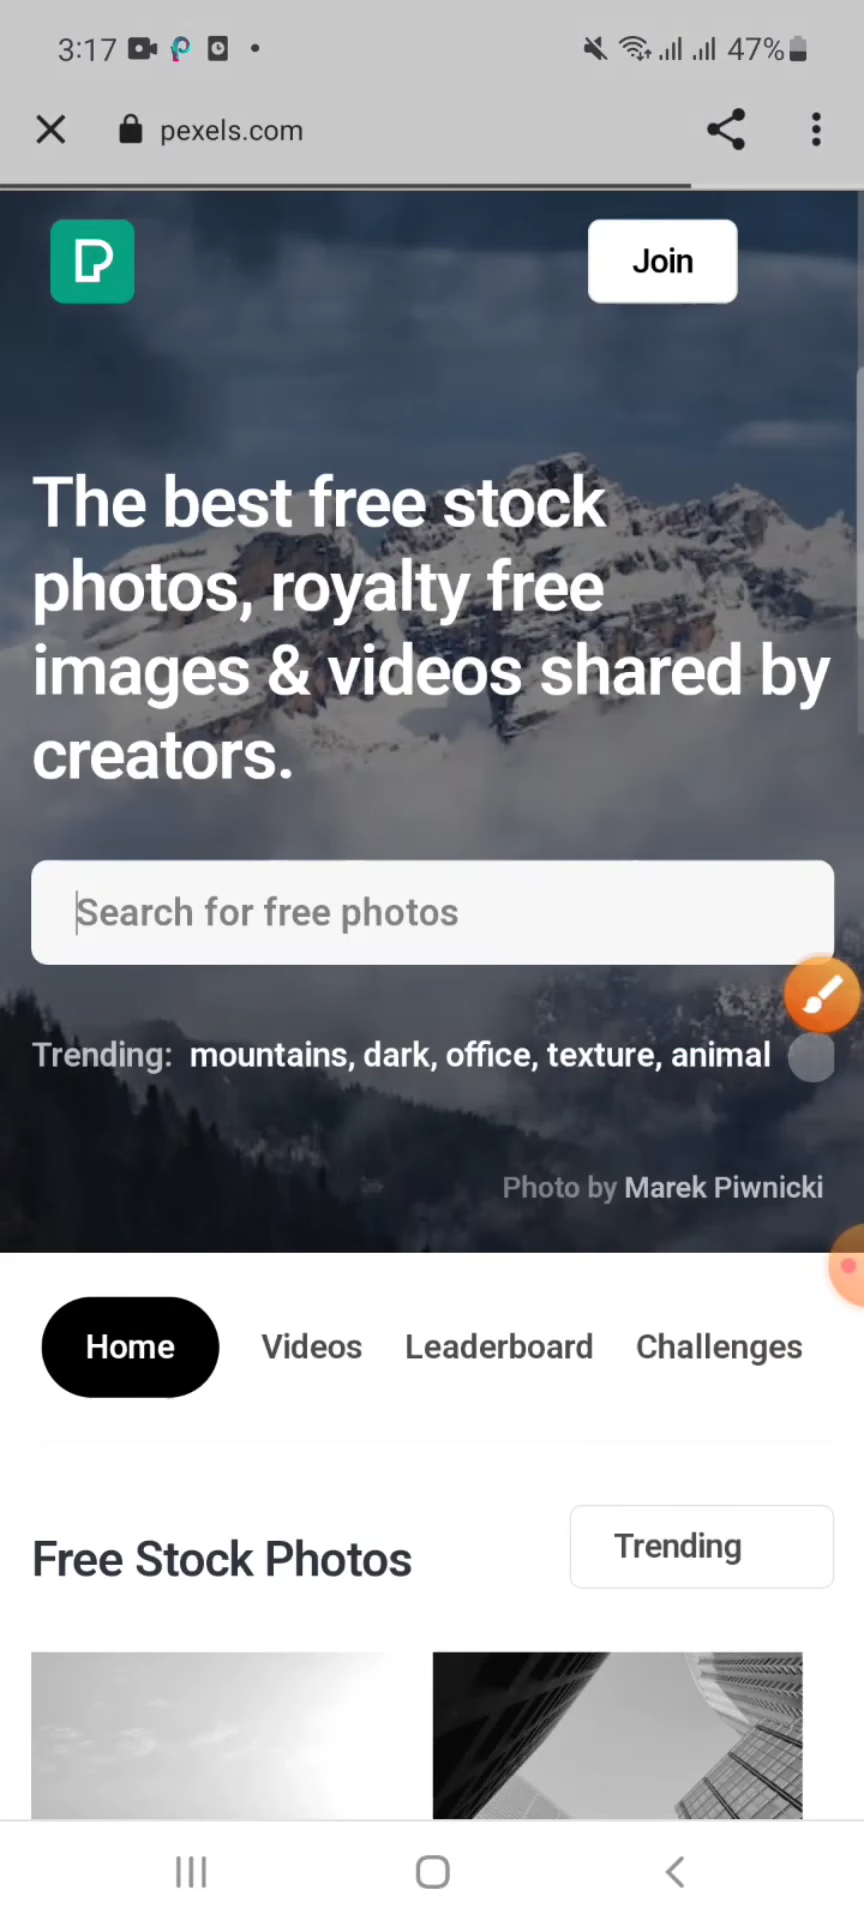 3:17 47%
pexels.com
Join
The best free stock
photos, royalty free
images & videos shared by
creators.
Search for free photos
Trending: mountains, dark, office, texture, animal
Photo by Marek Piwnicki
Home Videos Leaderboard Challenges
Free Stock Photos Trending